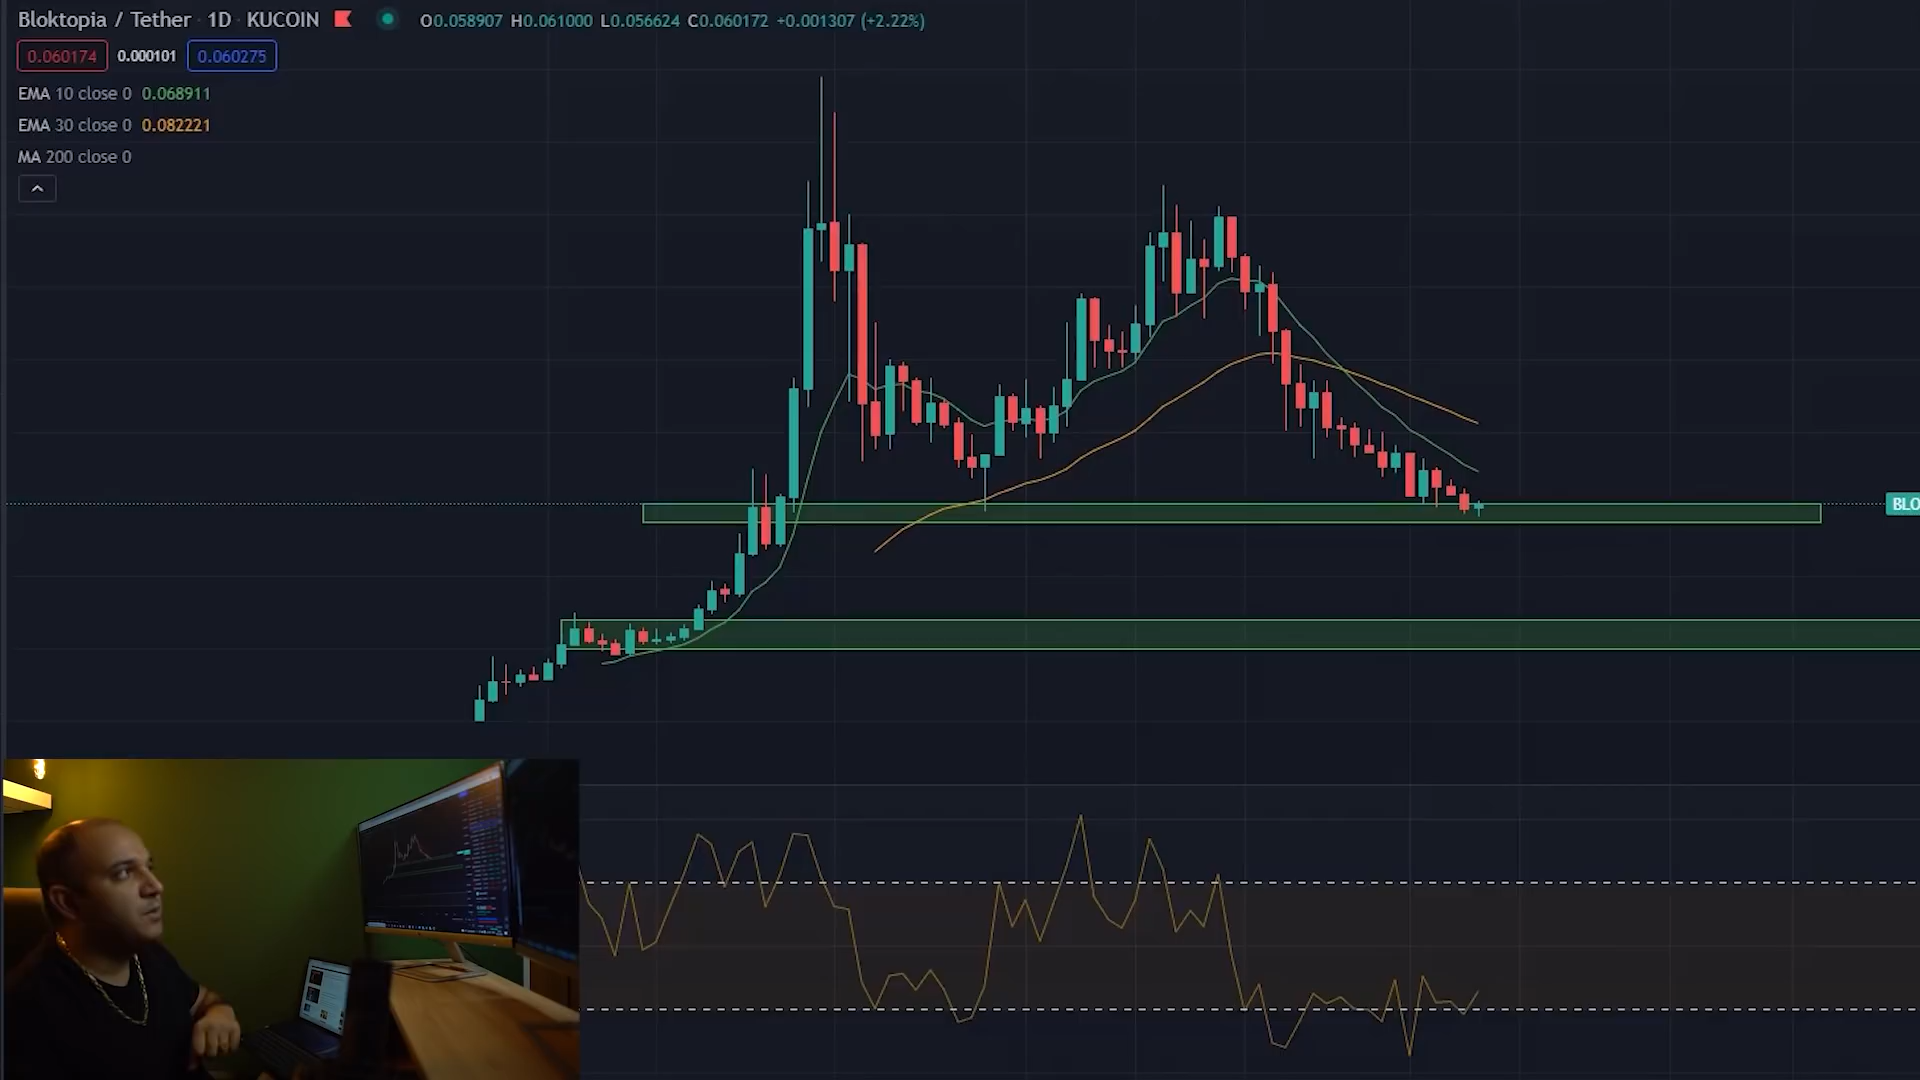 Bloktopia / Tether · 1D · KUCOIN O0.058907 H0.061000 L0.056624 C0.060172 +0.001307 (+2.22%)
0.060174 0.000101 0.060275
EMA 10 close 0 0.068911
EMA 30 close 0 0.082221
MA 200 close 0
BLO